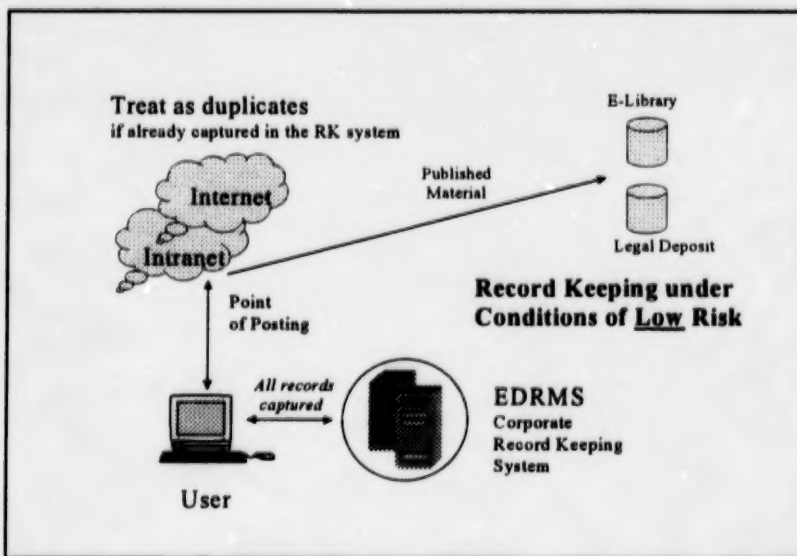 Treat as duplicates
if already captured in the RK system
Internet
Intranet
Published
Material
E-Library
Legal Deposit
Record Keeping under
Conditions of Low Risk
Point
of Posting
All records
captured
User
EDRMS
Corporate
Record Keeping
System